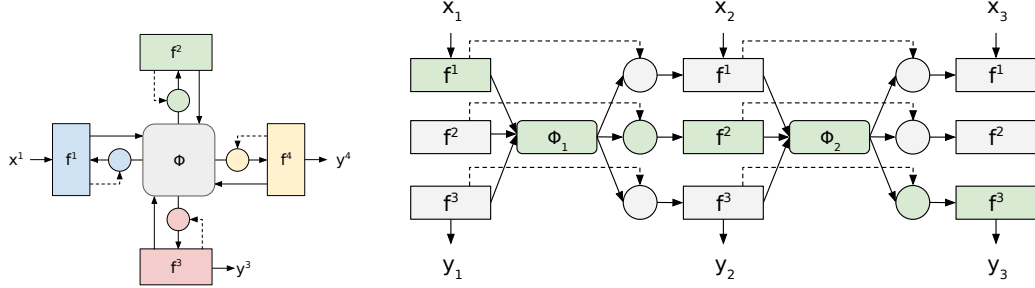 f²
x¹ f¹ Φ f⁴ y⁴
f³ y³
x₁ x₂ x₃
f¹ f¹ f¹
f² Φ₁ f² Φ₂ f²
f³ f³ f³
y₁ y₂ y₃